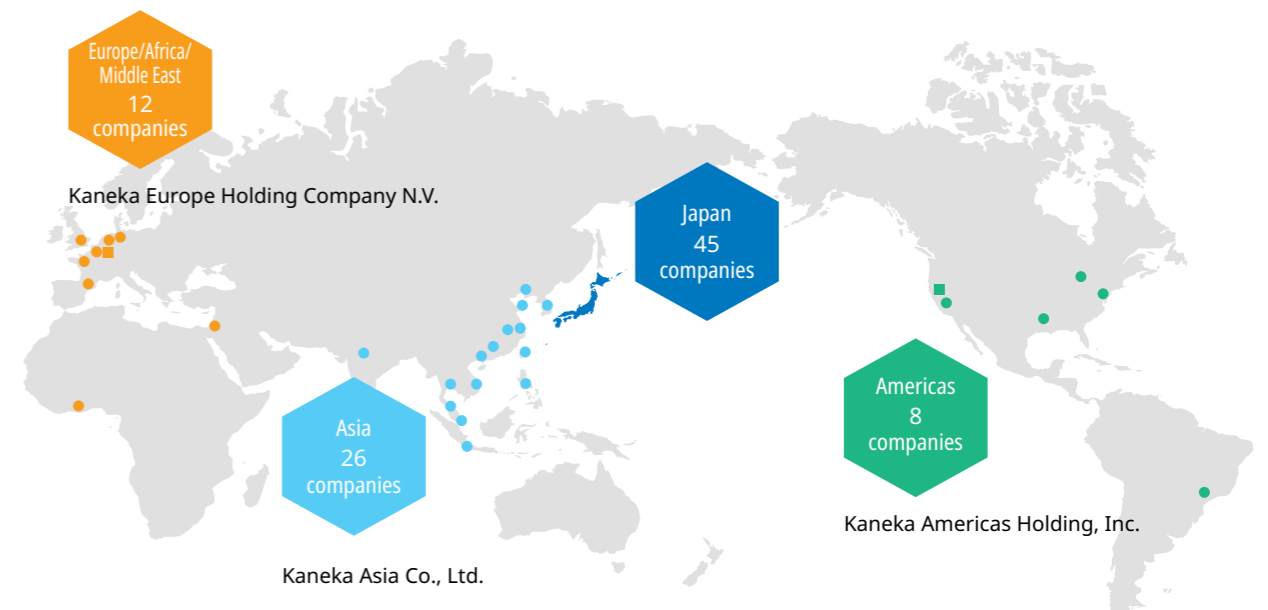 Europe/Africa/
Middle East
12
companies
Kaneka Europe Holding Company N.V.
Japan
45
companies
Asia
26
companies
Kaneka Asia Co., Ltd.
Americas
8
companies
Kaneka Americas Holding, Inc.